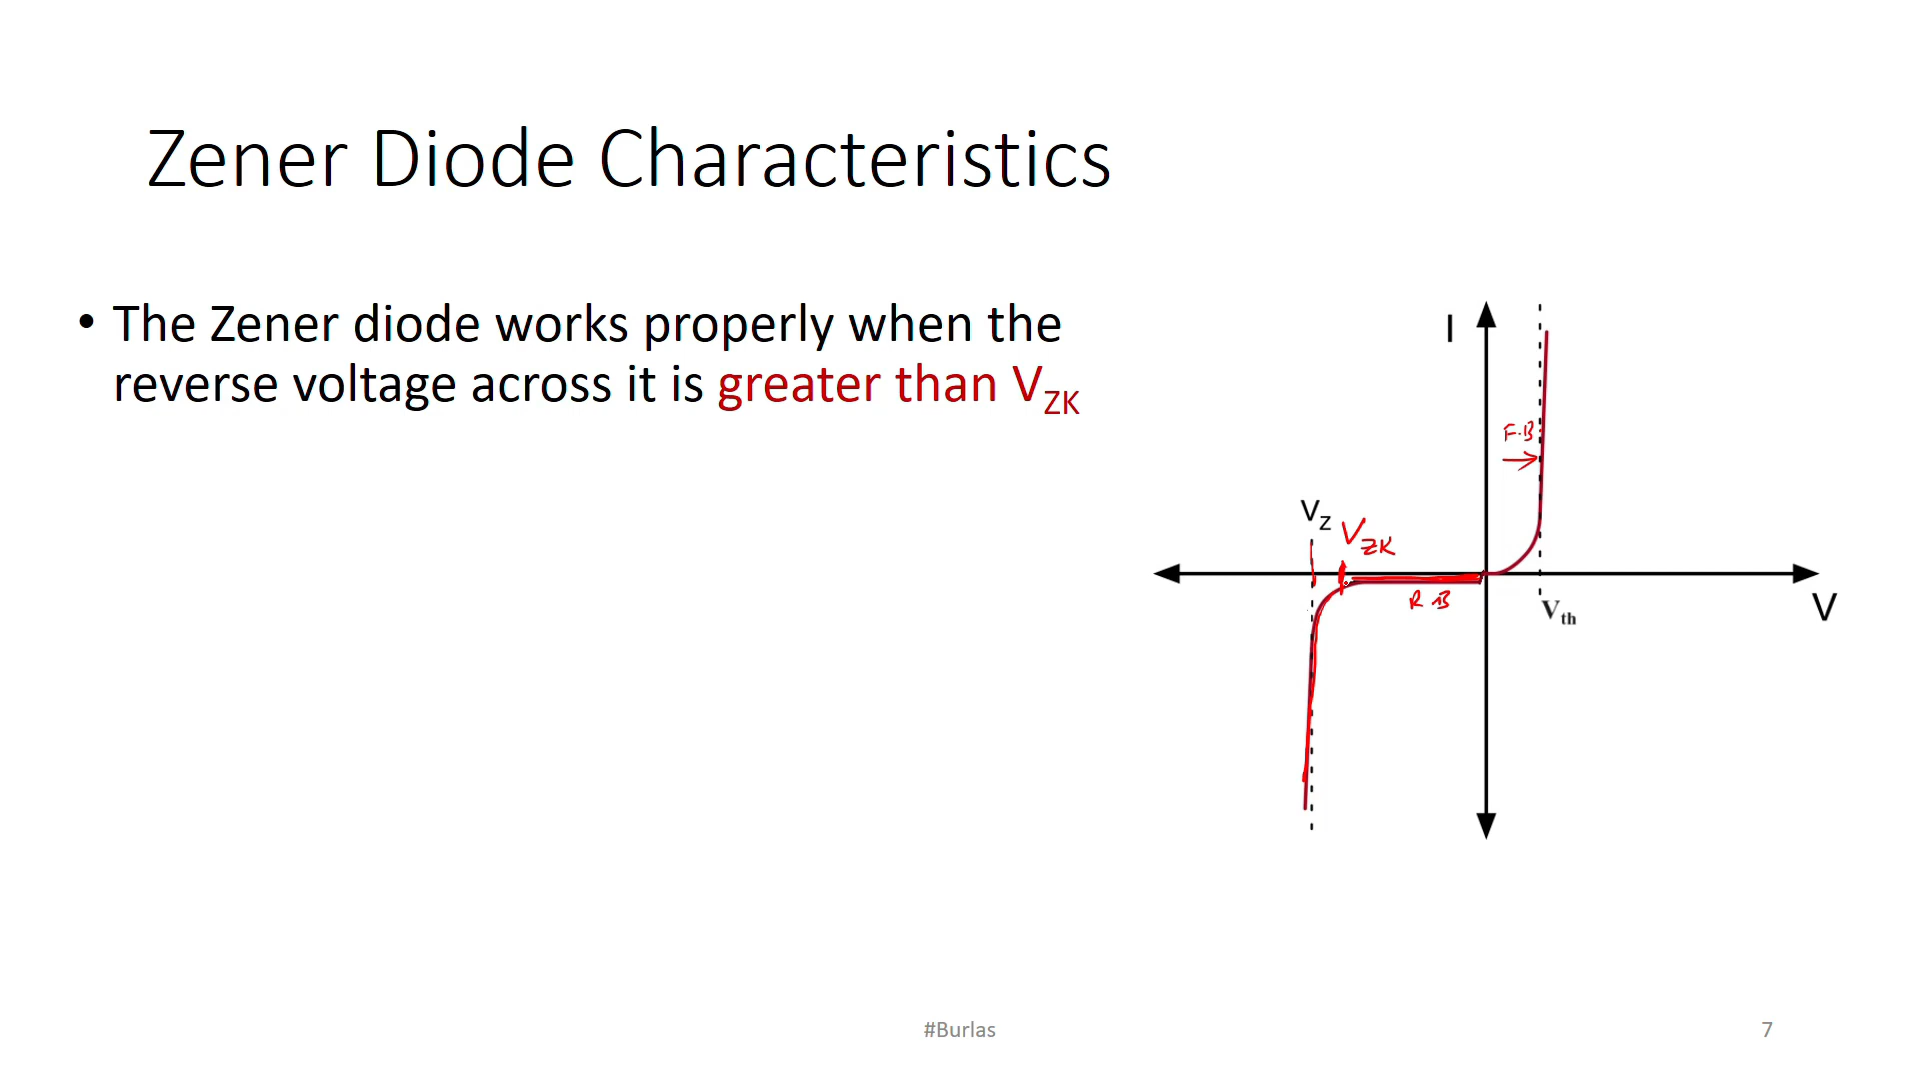 Zener Diode Characteristics
• The Zener diode works properly when the
reverse voltage across it is greater than VZK
I
F.B
VZ
VZK
R.B
Vth
V
#Burlas
7